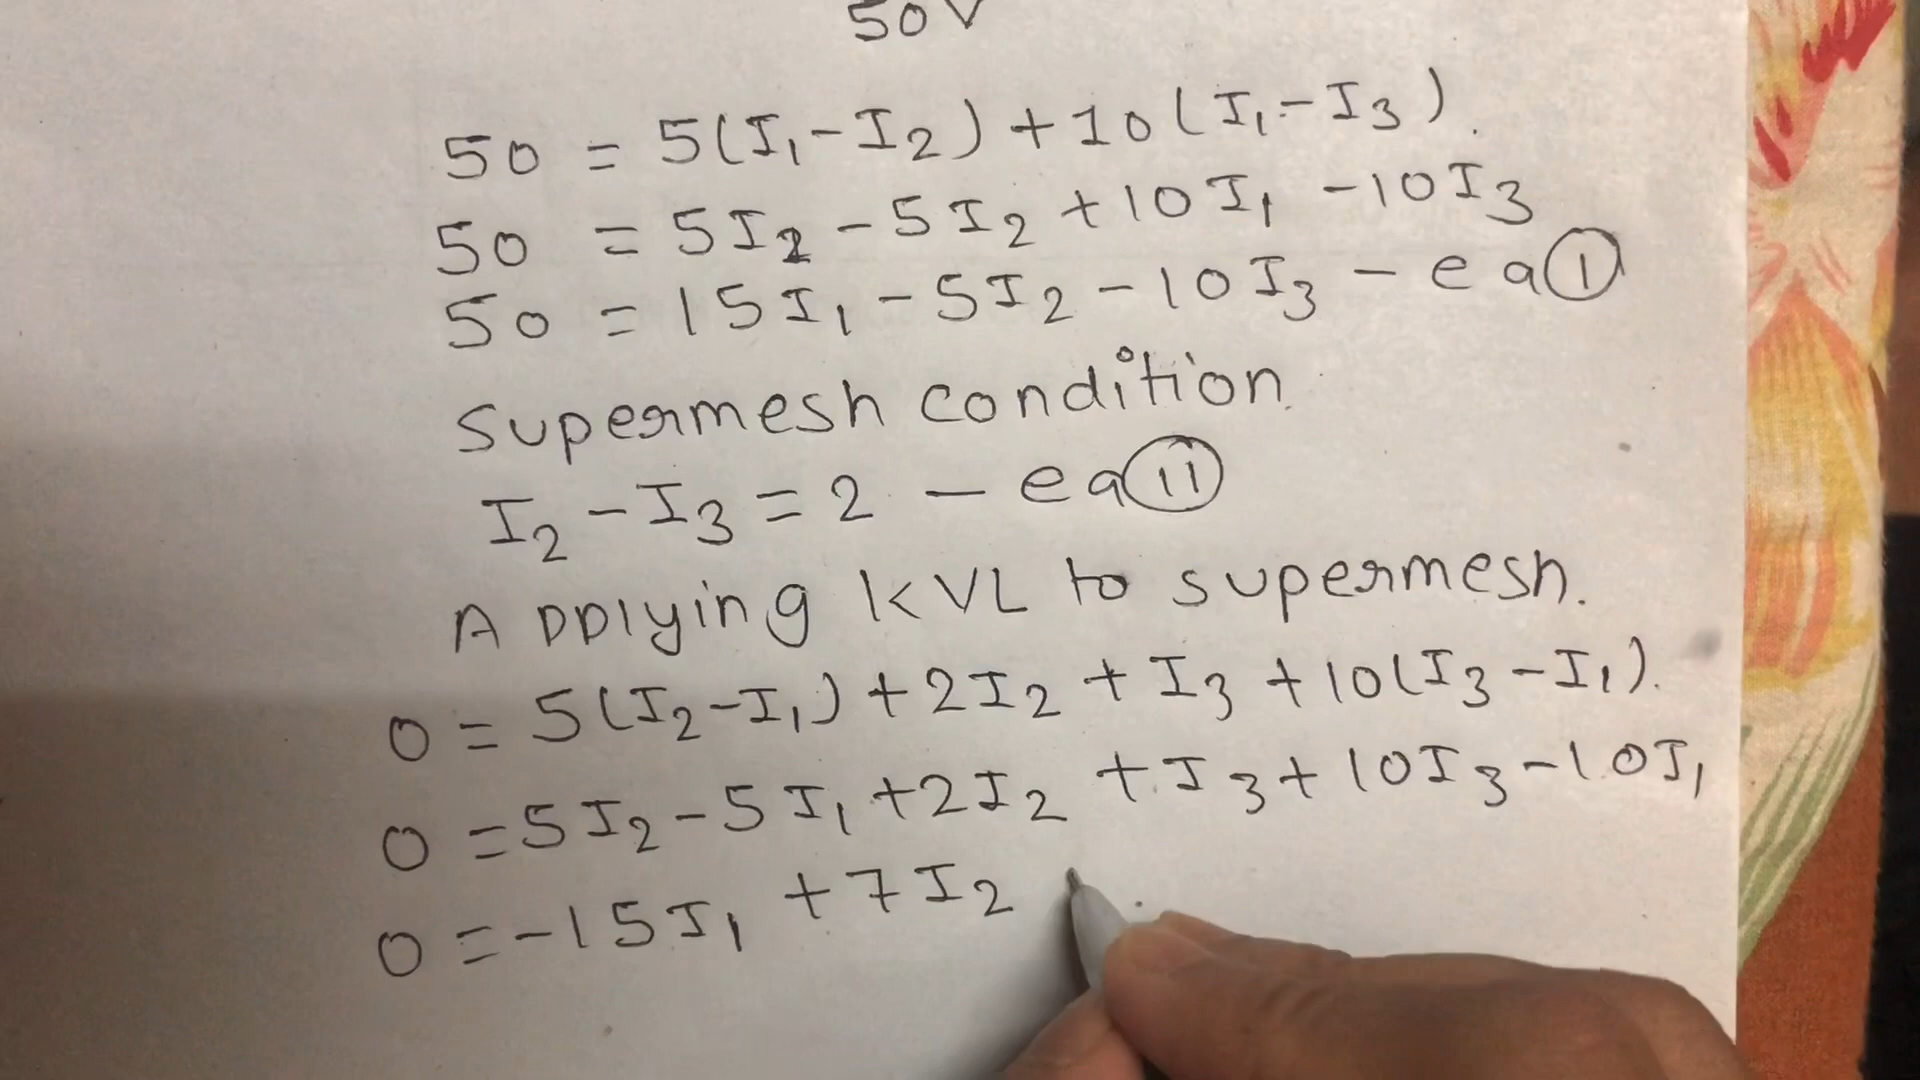 50V
50 = 5(I₁-I₂)+10(I₁-I₃).
50 = 5I₂-5I₂+10I₁-10I₃
50 = 15I₁-5I₂-10I₃ - eq ①
Supermesh condition.
I₂-I₃=2 - eq ⑪
Applying KVL to supermesh.
0 = 5(I₂-I₁)+2I₂+I₃+10(I₃-I₁).
0 =5I₂-5I₁+2I₂+I₃+10I₃-10I₁
0 =-15I₁+7I₂